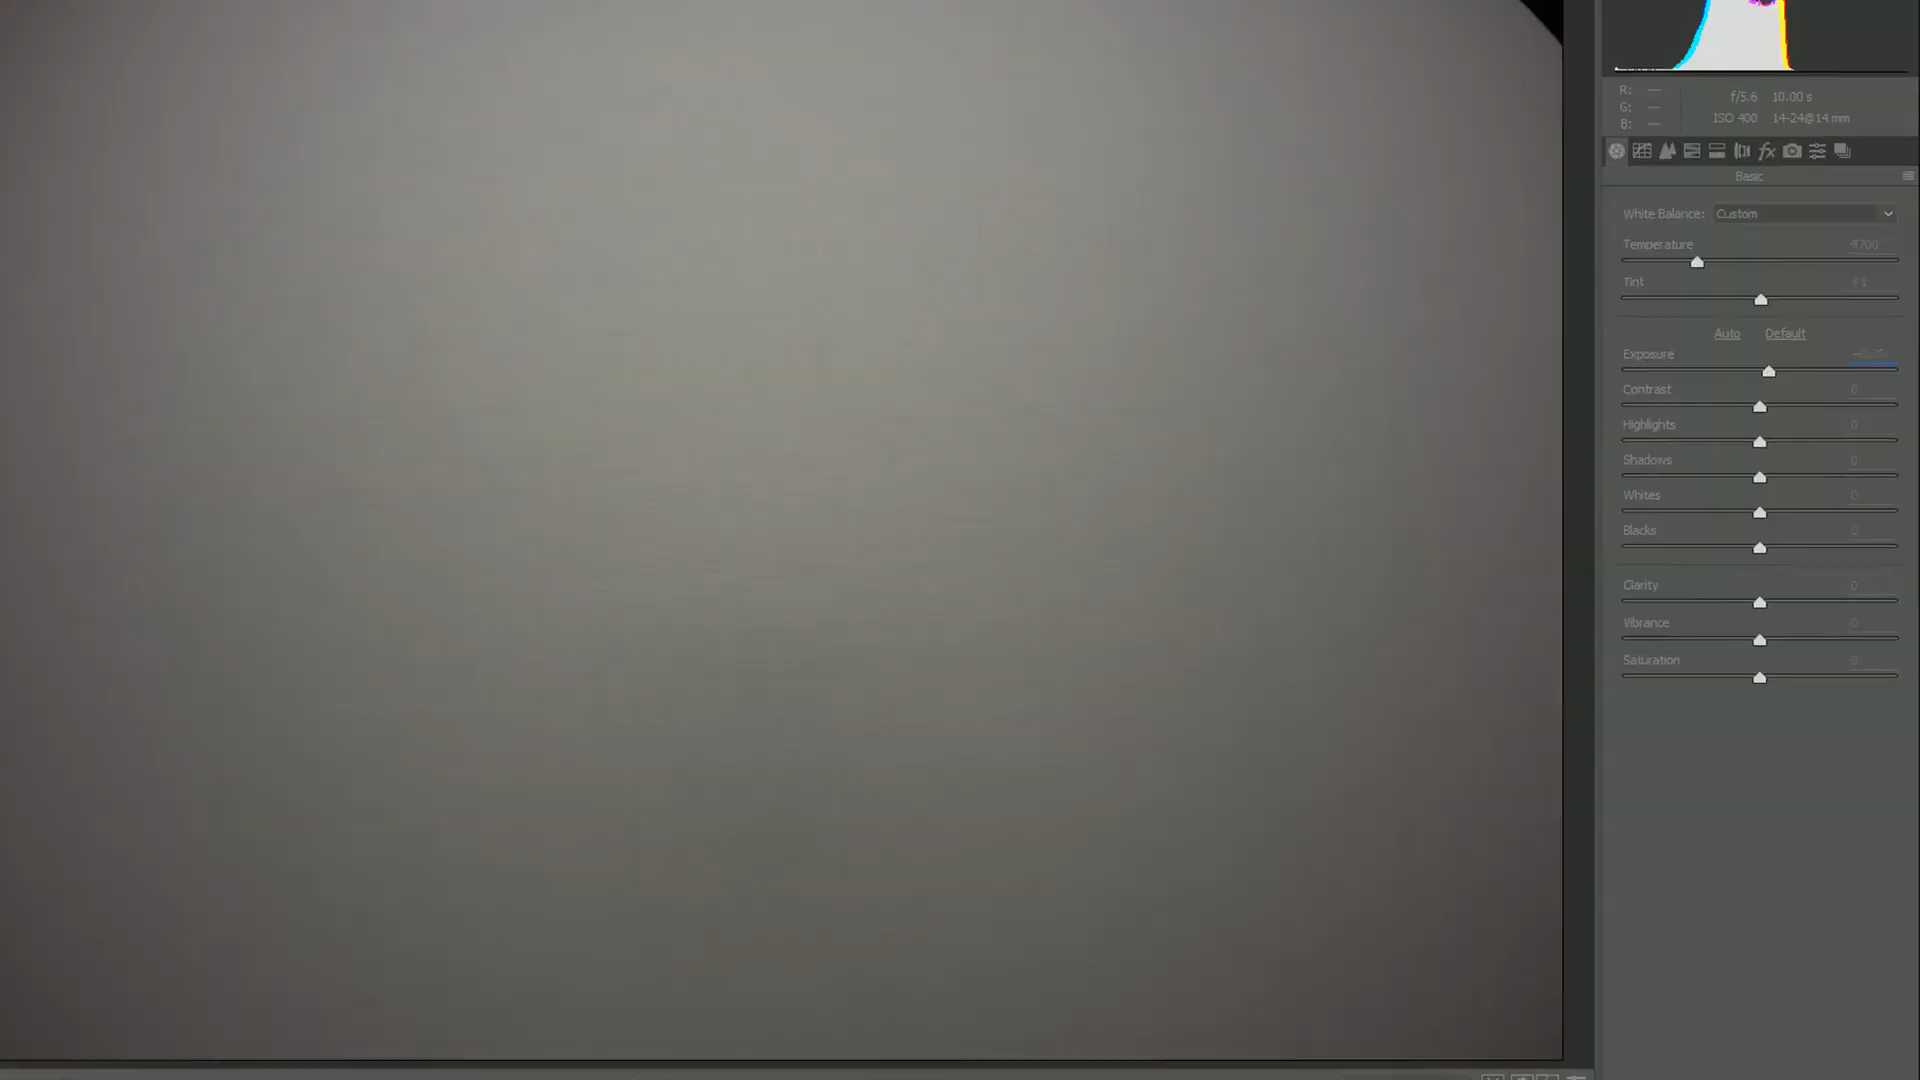 R: —
G: —
B: —
f/5.6 10.00 s
ISO 400 14-24@14 mm
Basic
White Balance: Custom
Temperature
Tint
Auto Default
Exposure
Contrast 0
Highlights 0
Shadows 0
Whites 0
Blacks 0
Clarity 0
Vibrance 0
Saturation 0